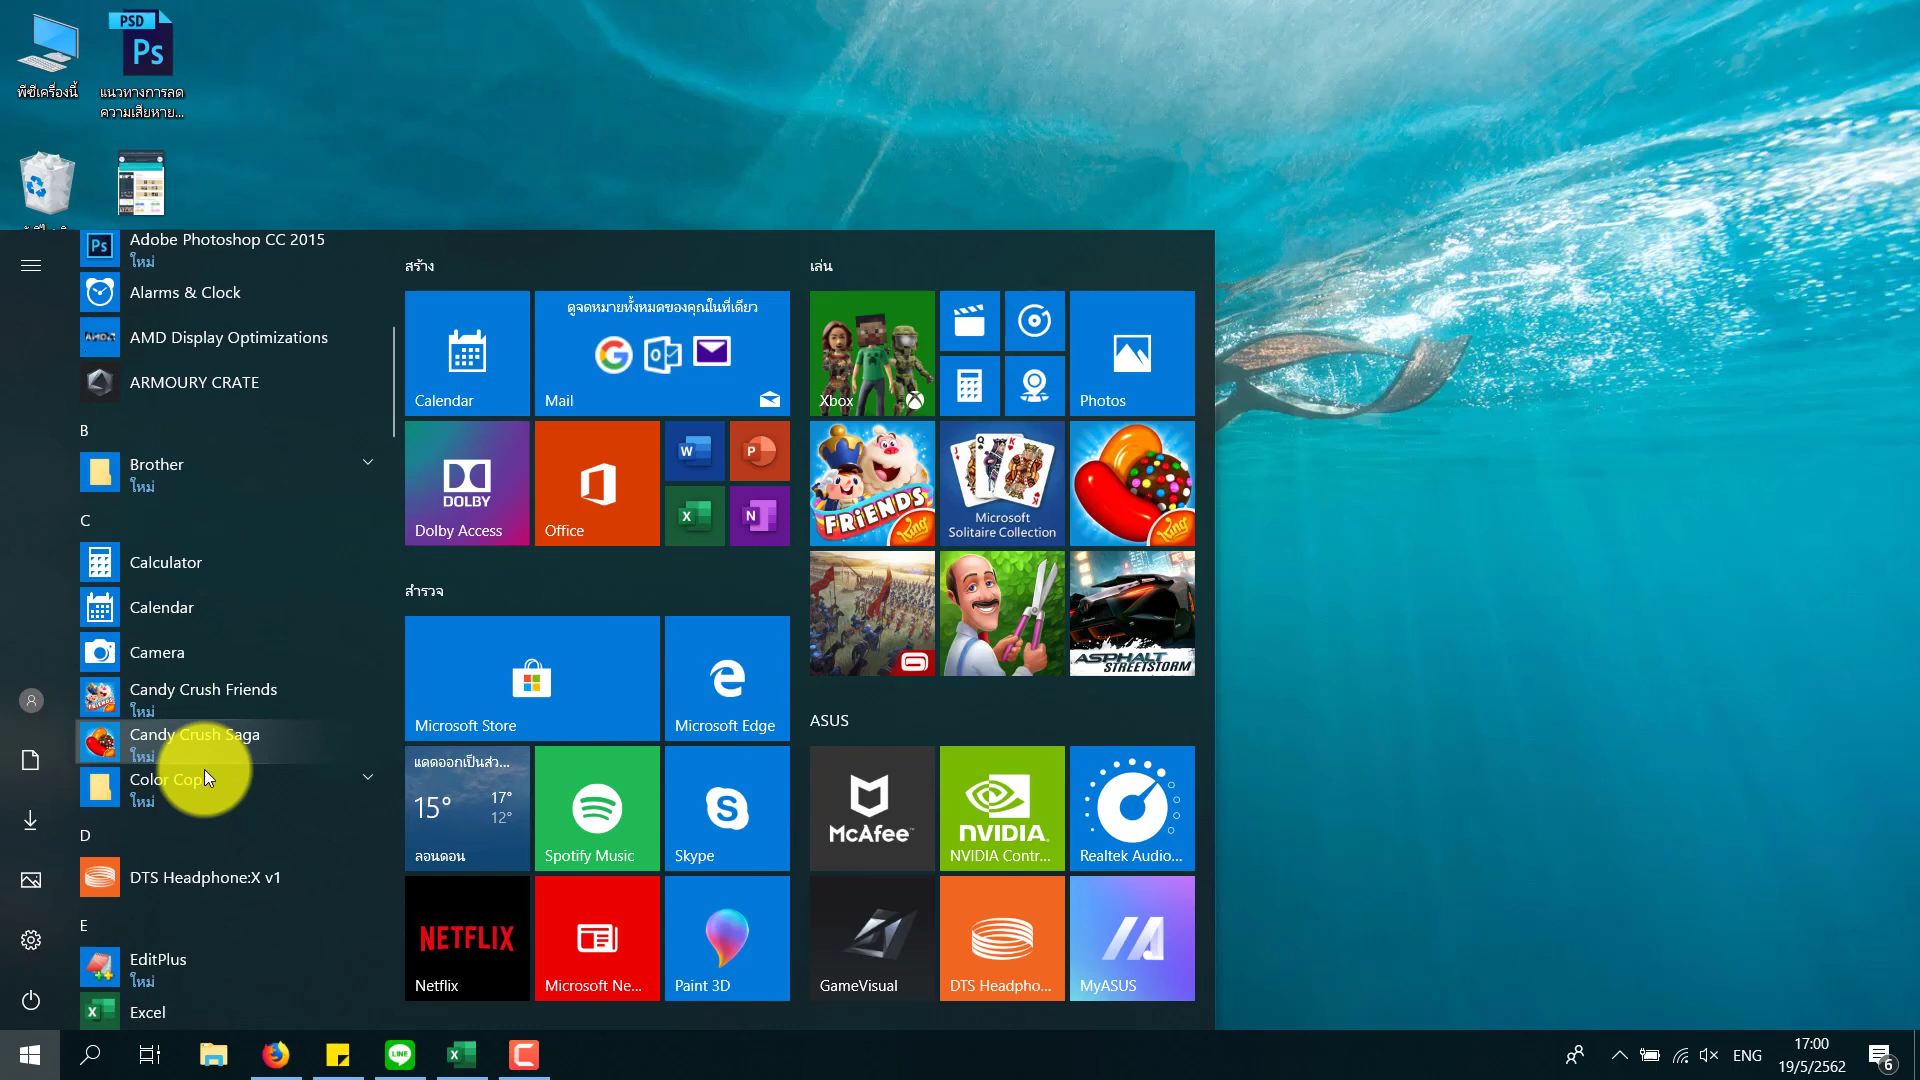 PSD
Ps
พีซีเครื่องนี้
แนวทางการลด
ความเสียหาย...
Ps
Adobe Photoshop CC 2015
ใหม่
Alarms & Clock
AMD
AMD Display Optimizations
ARMOURY CRATE
B
Brother
ใหม่
C
Calculator
Calendar
Camera
Candy Crush Friends
ใหม่
Candy Crush Saga
ใหม่
ใหม่
D
DTS Headphone:X v1
E
EditPlus
ใหม่
Excel
สร้าง
Calendar
ดูจดหมายทั้งหมดของคุณในที่เดียว
Mail
DOLBY
Dolby Access
Office
W
P
X
N
สำรวจ
Microsoft Store
Microsoft Edge
แดดออกเป็นส่ว...
15°
17°
12°
ลอนดอน
Spotify Music
Skype
NETFLIX
Netflix
Microsoft Ne...
Paint 3D
เล่น
Xbox
Photos
FRIENDS
King
Microsoft
Solitaire Collection
King
ASPHALT
STREETSTORM
ASUS
McAfee™
NVIDIA
NVIDIA Contr...
Realtek Audio...
GameVisual
DTS Headpho...
MyASUS
LINE
ENG
17:00
19/5/2562
6